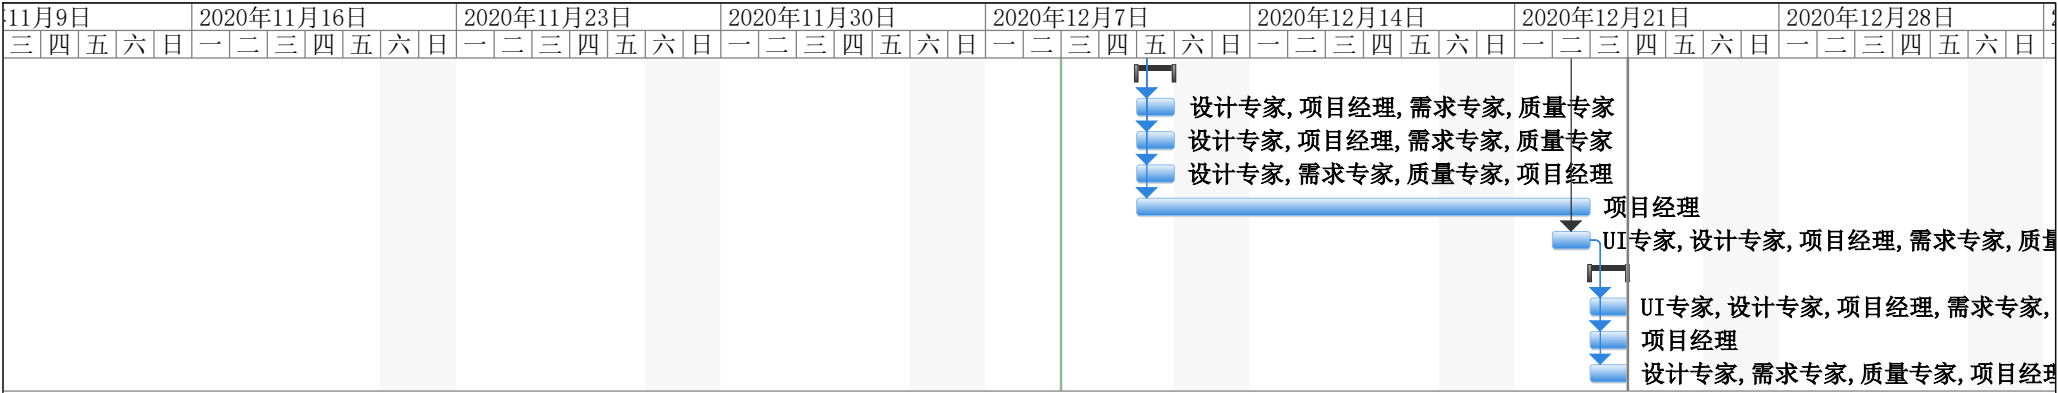 11月9日 2020年11月16日 2020年11月23日 2020年11月30日 2020年12月7日 2020年12月14日 2020年12月21日 2020年12月28日
三 四 五 六 日 一 二 三 四 五 六 日 一 二 三 四 五 六 日 一 二 三 四 五 六 日 一 二 三 四 五 六 日 一 二 三 四 五 六 日 一 二 三 四 五 六 日 一 二 三 四 五 六 日
设计专家,项目经理,需求专家,质量专家
设计专家,项目经理,需求专家,质量专家
设计专家,需求专家,质量专家,项目经理
项目经理
UI专家,设计专家,项目经理,需求专家,质量
UI专家,设计专家,项目经理,需求专家,
项目经理
设计专家,需求专家,质量专家,项目经理